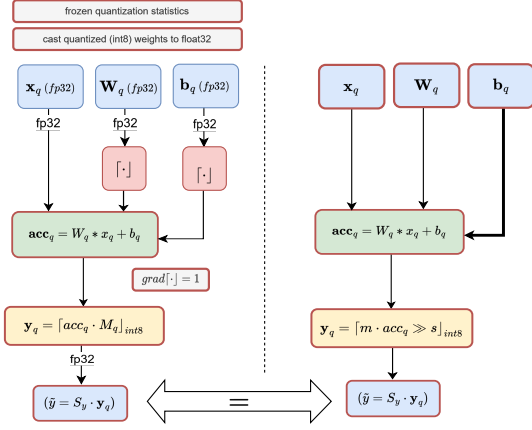 frozen quantization statistics
cast quantized (int8) weights to float32
x_q (fp32) W_q (fp32) b_q (fp32)
fp32 fp32 fp32
⌈·⌋ ⌈·⌋
acc_q = W_q * x_q + b_q
grad⌈·⌋ = 1
y_q = ⌈acc_q · M_q⌋_int8
fp32
(ỹ = S_y · y_q)
=
x_q W_q b_q
acc_q = W_q * x_q + b_q
y_q = ⌈m · acc_q ≫ s⌋_int8
(ỹ = S_y · y_q)